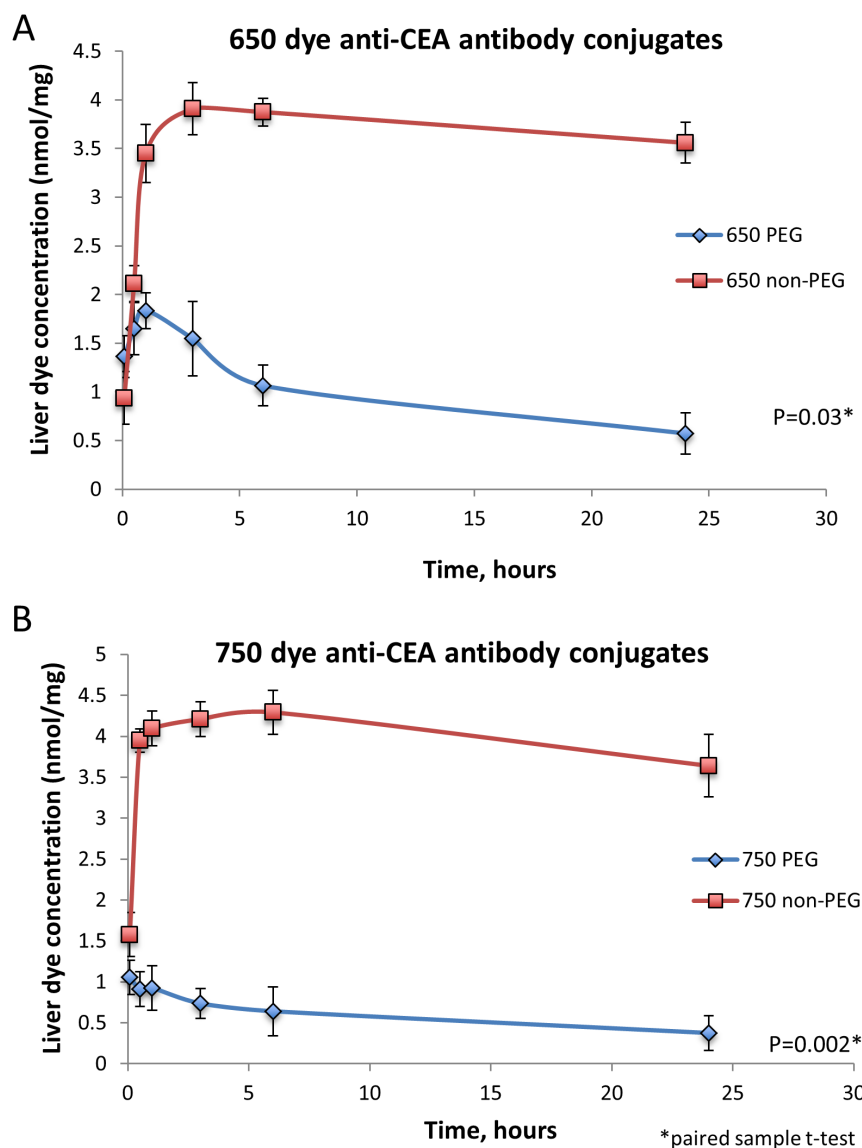 A
650 dye anti-CEA antibody conjugates
Liver dye concentration (nmol/mg)
4.5
4
3.5
3
2.5
2
1.5
1
0.5
0
0 5 10 15 20 25 30
Time, hours
650 PEG
650 non-PEG
P=0.03*
B
750 dye anti-CEA antibody conjugates
Liver dye concentration (nmol/mg)
5
4.5
4
3.5
3
2.5
2
1.5
1
0.5
0
0 5 10 15 20 25 30
Time, hours
750 PEG
750 non-PEG
P=0.002*
*paired sample t-test